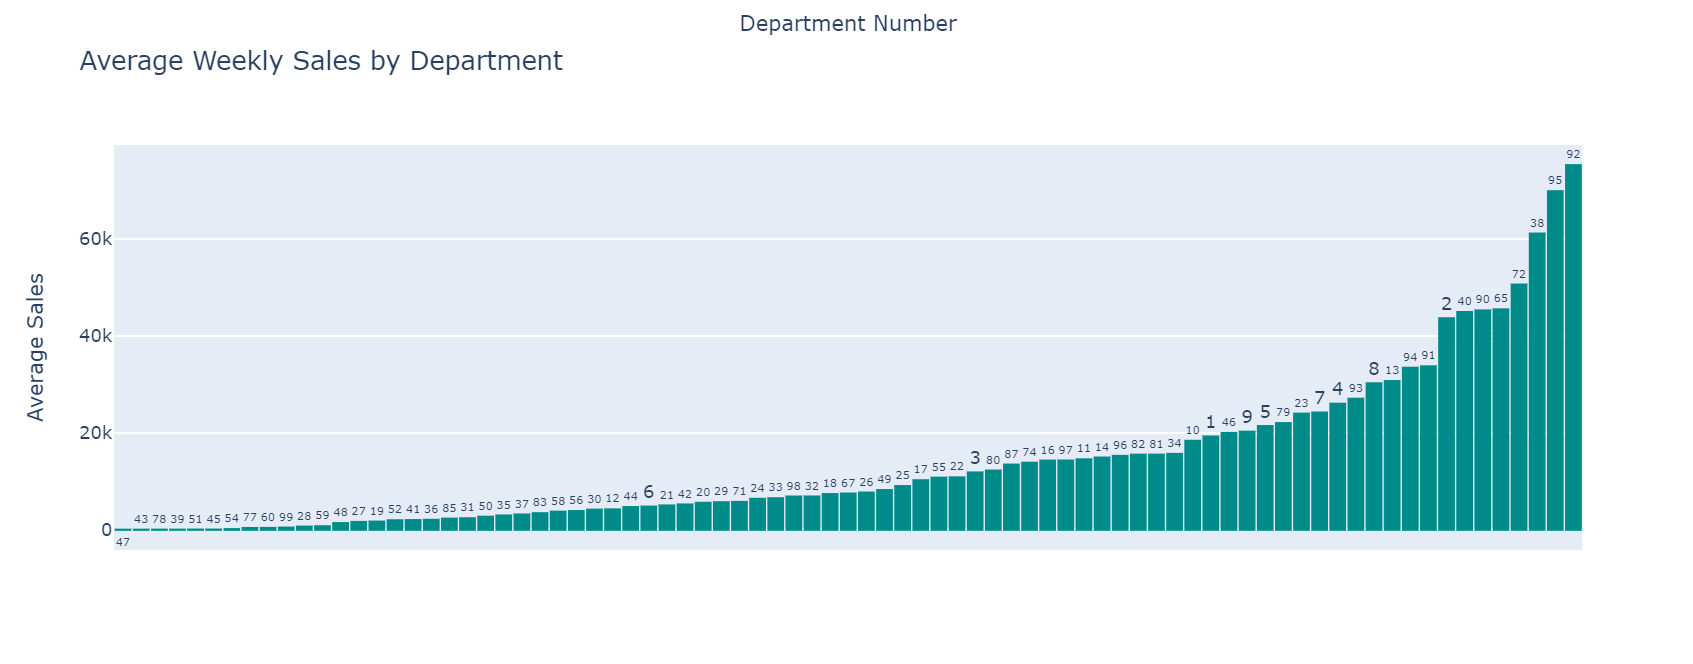 Department Number
Average Weekly Sales by Department
Average Sales
60k
40k
20k
0
47
43 78 39 51 45 54 77 60 99 28 59 48 27 19 52 41 36 85 31 50 35 37 83 58 56 30 12 44 6 21 42 20 29 71 24 33 98 32 18 67 26 49 25 17 55 22 3 80 87 74 16 97 11 14 96 82 81 34 10 1 46 9 5 79 23 7 4 93 8 13 94 91 2 40 90 65 72 38 95 92